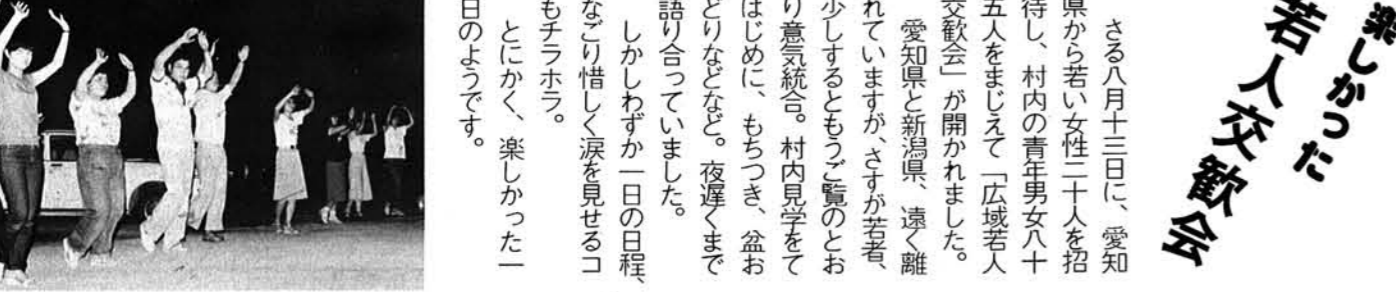 楽しかった
若人交歓会
さる八月十三日に、愛知
県から若い女性二十人を招
待し、村内の青年男女八十
五人をまじえて「広域若人
交歓会」が開かれました。
愛知県と新潟県、遠く離
れていますが、さすが若者、
少しするともうご覧のとお
り意気統合。村内見学をて
はじめに、もちつき、盆お
どりなどなど。夜遅くまで
語り合っていました。
しかしわずか一日の日程、
なごり惜しく涙を見せるコ
もチラホラ。
とにかく、楽しかった一
日のようです。